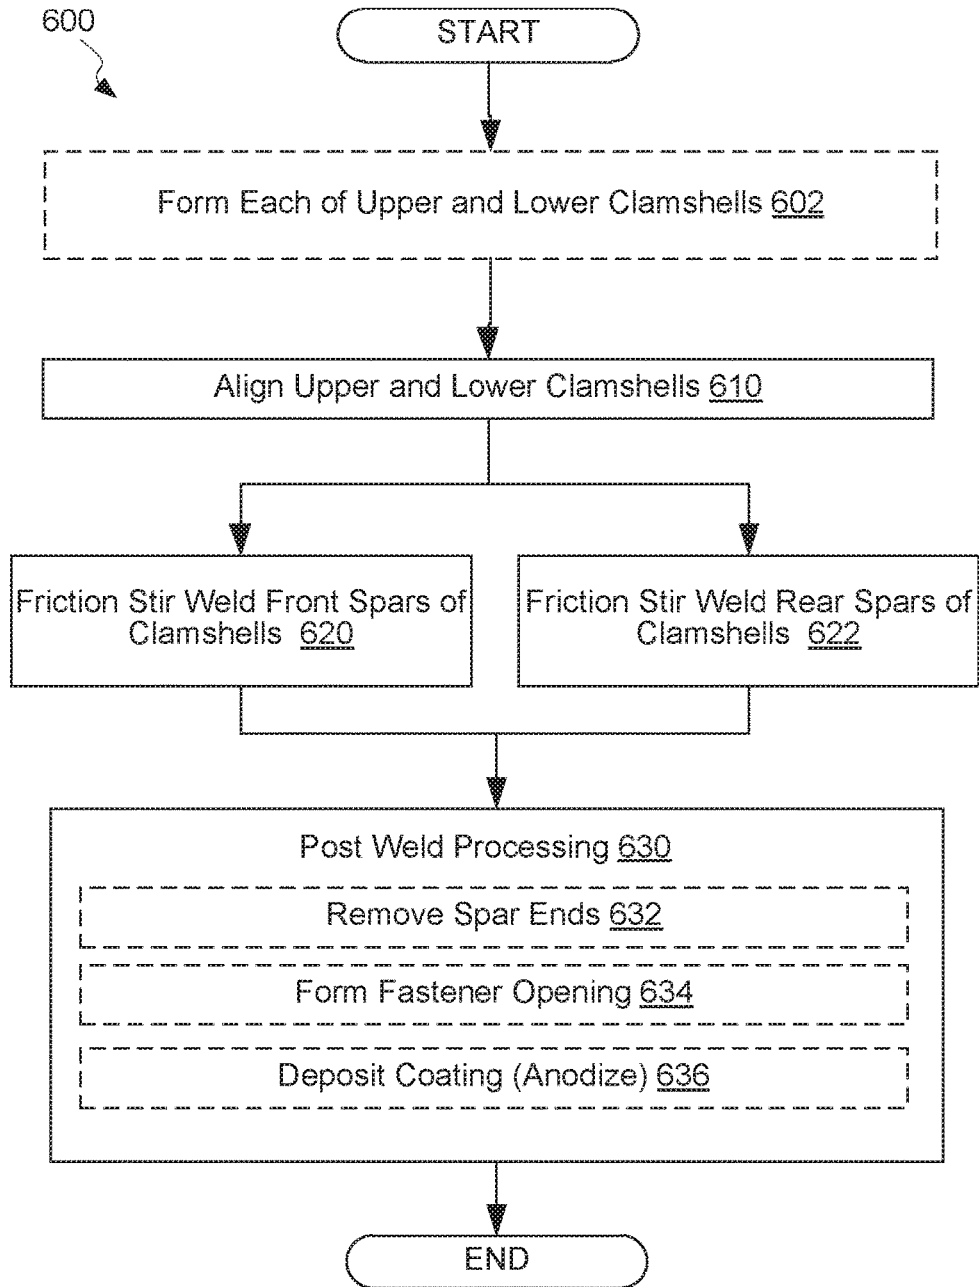 600
START
Form Each of Upper and Lower Clamshells 602
Align Upper and Lower Clamshells 610
Friction Stir Weld Front Spars of
Clamshells 620
Friction Stir Weld Rear Spars of
Clamshells 622
Post Weld Processing 630
Remove Spar Ends 632
Form Fastener Opening 634
Deposit Coating (Anodize) 636
END